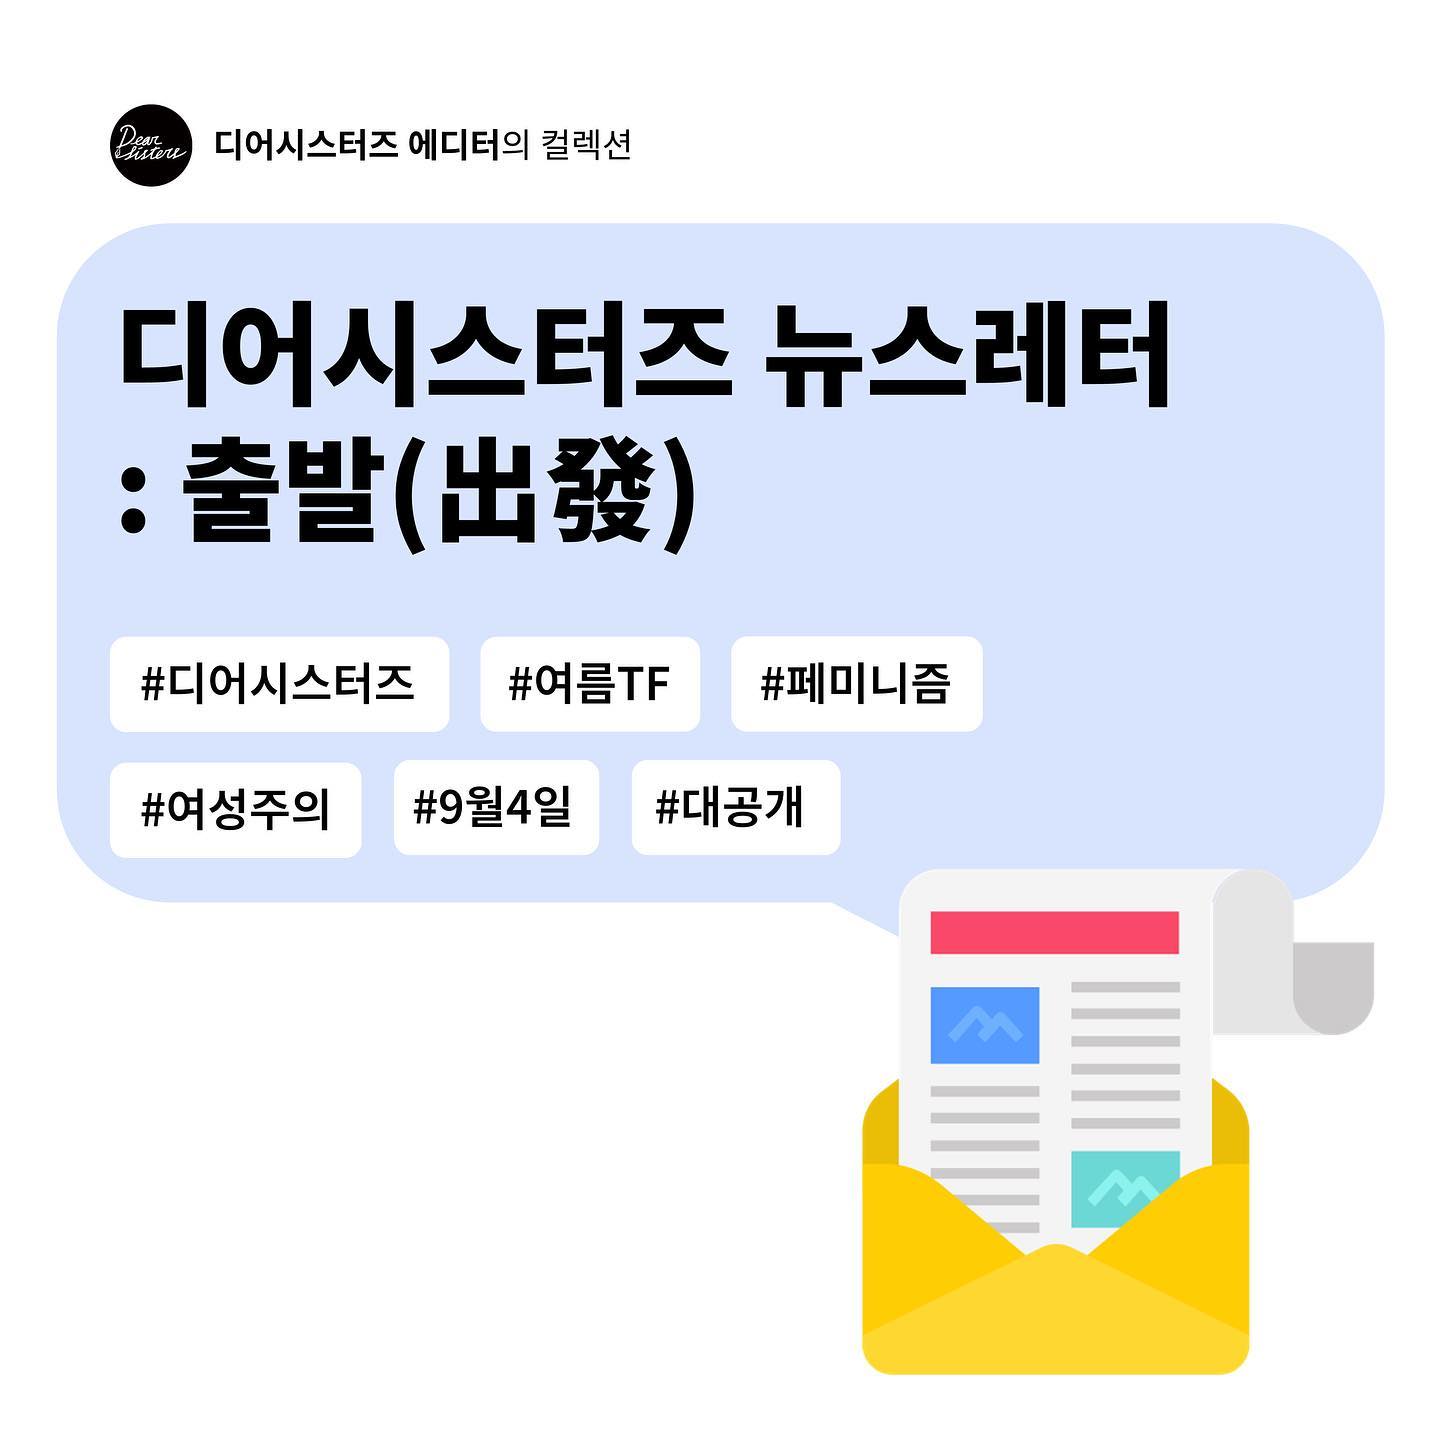 Dear
Sisters
디어시스터즈 에디터의 컬렉션
디어시스터즈 뉴스레터
: 출발(出發)
#디어시스터즈 #여름TF #페미니즘
#여성주의 #9월4일 #대공개